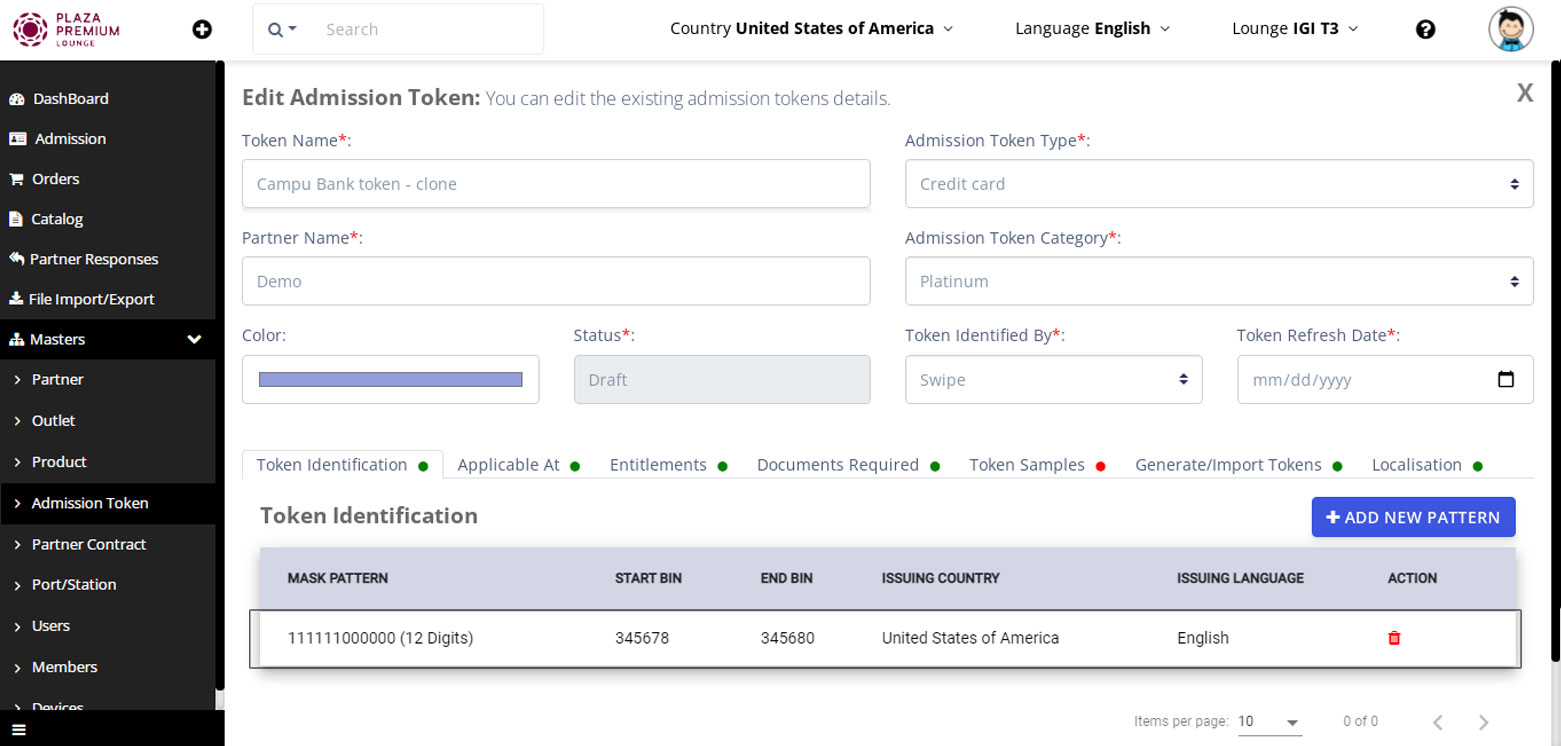 PLAZA
PREMIUM
LOUNGE
Search
Country United States of America
Language English
Lounge IGI T3
DashBoard
Admission
Orders
Catalog
Partner Responses
File Import/Export
Masters
Partner
Outlet
Product
Admission Token
Partner Contract
Port/Station
Users
Members
Devices
Edit Admission Token: You can edit the existing admission tokens details.
X
Token Name*:
Admission Token Type*:
Campu Bank token - clone
Credit card
Partner Name*:
Admission Token Category*:
Demo
Platinum
Color:
Status*:
Token Identified By*:
Token Refresh Date*:
Draft
Swipe
mm/dd/yyyy
Token Identification
Applicable At
Entitlements
Documents Required
Token Samples
Generate/Import Tokens
Localisation
Token Identification
+ ADD NEW PATTERN
MASK PATTERN START BIN END BIN ISSUING COUNTRY ISSUING LANGUAGE ACTION
111111000000 (12 Digits) 345678 345680 United States of America English
Items per page: 10 0 of 0